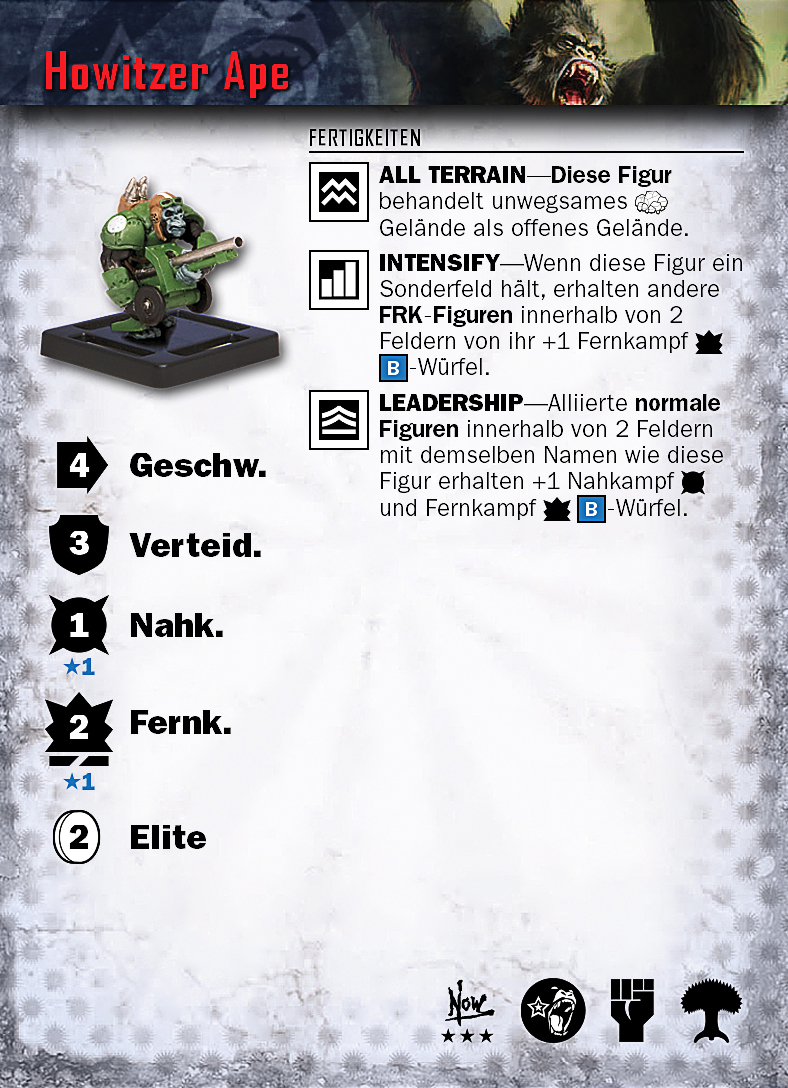 Howitzer Ape
FERTIGKEITEN
ALL TERRAIN—Diese Figur
behandelt unwegsames
Gelände als offenes Gelände.
INTENSIFY—Wenn diese Figur ein
Sonderfeld hält, erhalten andere
FRK-Figuren innerhalb von 2
Feldern von ihr +1 Fernkampf
B-Würfel.
LEADERSHIP—Alliierte normale
Figuren innerhalb von 2 Feldern
mit demselben Namen wie diese
Figur erhalten +1 Nahkampf
und Fernkampf B-Würfel.
4 Geschw.
3 Verteid.
1 Nahk.
★1
2 Fernk.
★1
2 Elite
Now
★★★